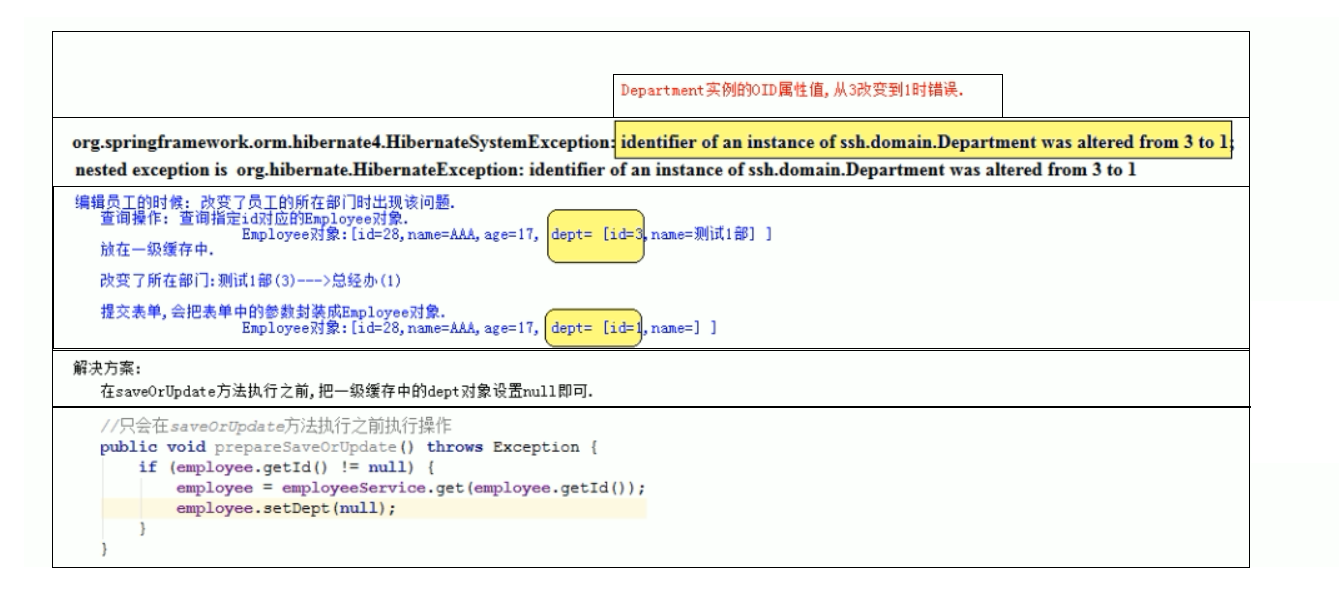 Department实例的OID属性值,从3改变到1时错误.
org.springframework.orm.hibernate4.HibernateSystemException: identifier of an instance of ssh.domain.Department was altered from 3 to 1;
nested exception is  org.hibernate.HibernateException: identifier of an instance of ssh.domain.Department was altered from 3 to 1
编辑员工的时候: 改变了员工的所在部门时出现该问题.
查询操作: 查询指定id对应的Employee对象.
Employee对象:[id=28,name=AAA,age=17, dept= [id=3,name=测试1部] ]
放在一级缓存中.
改变了所在部门:测试1部(3)--->总经办(1)
提交表单,会把表单中的参数封装成Employee对象.
Employee对象:[id=28,name=AAA,age=17, dept= [id=1,name=] ]
解决方案:
在saveOrUpdate方法执行之前,把一级缓存中的dept对象设置null即可.
//只会在saveOrUpdate方法执行之前执行操作
public void prepareSaveOrUpdate() throws Exception {
if (employee.getId() != null) {
employee = employeeService.get(employee.getId());
employee.setDept(null);
}
}